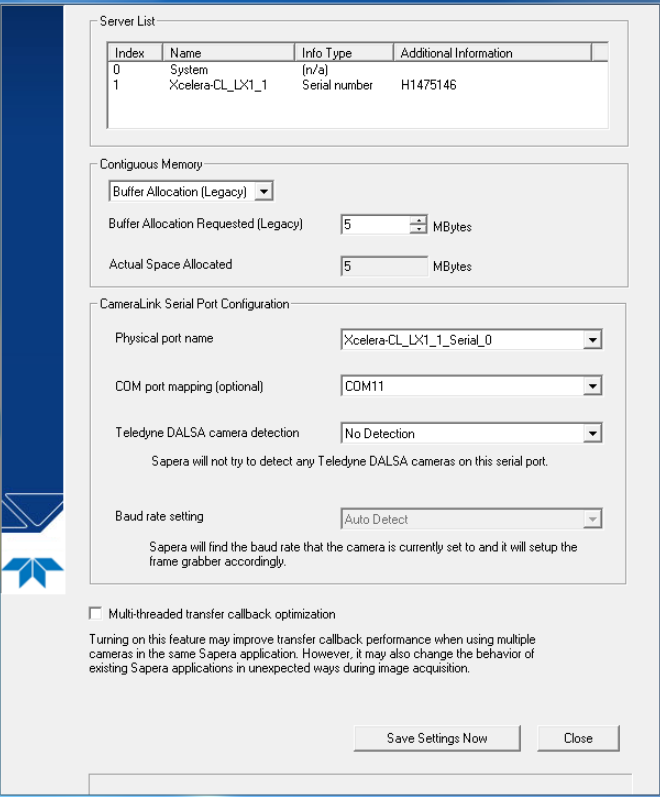 Server List
Index Name Info Type Additional Information
0 System (n/a)
1 Xcelera-CL_LX1_1 Serial number H1475146
Contiguous Memory
Buffer Allocation (Legacy)
Buffer Allocation Requested (Legacy) 5 MBytes
Actual Space Allocated 5 MBytes
CameraLink Serial Port Configuration
Physical port name Xcelera-CL_LX1_1_Serial_0
COM port mapping (optional) COM11
Teledyne DALSA camera detection No Detection
Sapera will not try to detect any Teledyne DALSA cameras on this serial port.
Baud rate setting Auto Detect
Sapera will find the baud rate that the camera is currently set to and it will setup the
frame grabber accordingly.
Multi-threaded transfer callback optimization
Turning on this feature may improve transfer callback performance when using multiple
cameras in the same Sapera application. However, it may also change the behavior of
existing Sapera applications in unexpected ways during image acquisition.
Save Settings Now Close